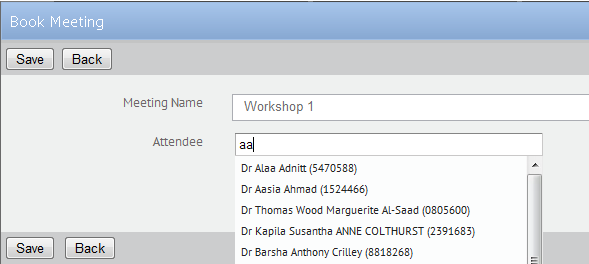 Book Meeting
Save Back
Meeting Name Workshop 1
Attendee aa
Dr Alaa Adnitt (5470588)
Dr Aasia Ahmad (1524466)
Dr Thomas Wood Marguerite Al-Saad (0805600)
Dr Kapila Susantha ANNE COLTHURST (2391683)
Dr Barsha Anthony Crilley (8818268)
Save Back